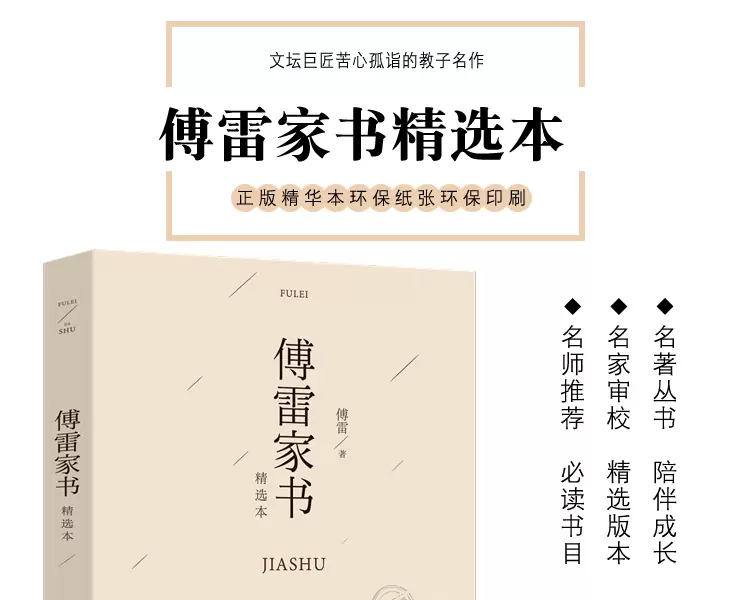 文坛巨匠苦心孤诣的教子名作
傅雷家书精选本
正版精华本环保纸张环保印刷
FULEI
JIA
SHU
傅雷家书
精选本
FULEI
傅雷家书
精选本
傅雷
著
JIASHU
◆名著丛书 陪伴成长
◆名家审校 精选版本
◆名师推荐 必读书目